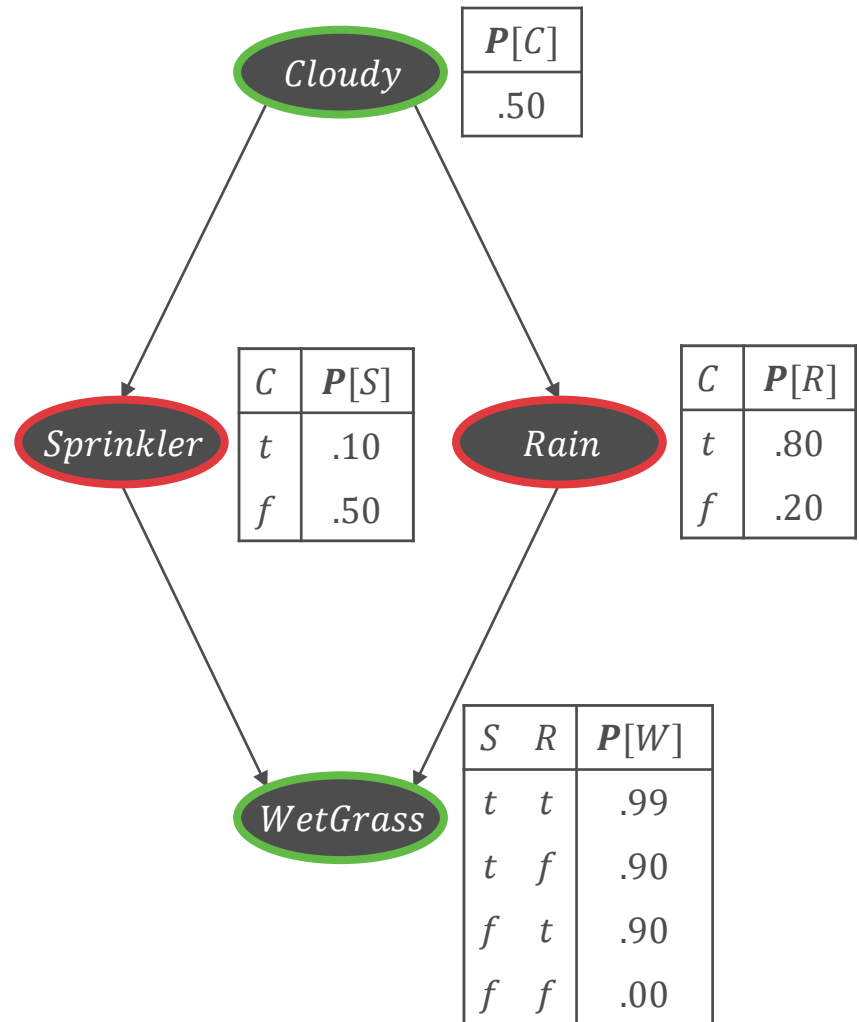 Cloudy
P[C]
.50
Sprinkler
C P[S]
t .10
f .50
Rain
C P[R]
t .80
f .20
WetGrass
S R P[W]
t t .99
t f .90
f t .90
f f .00